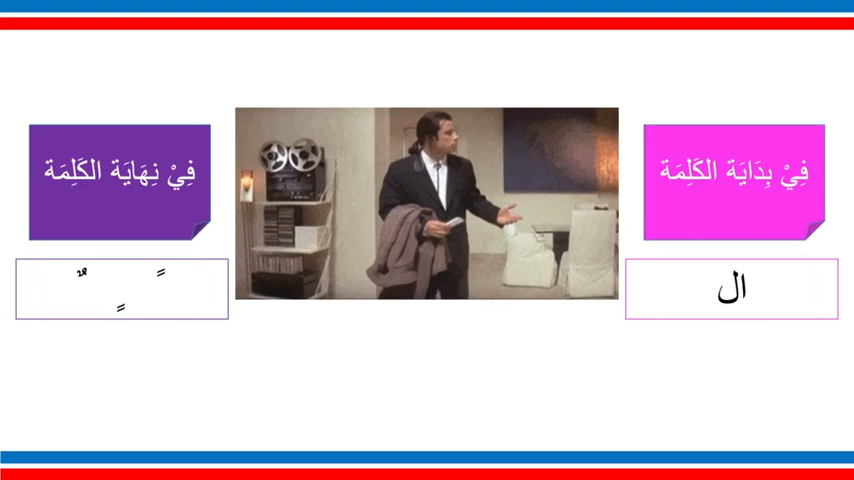 فِيْ بِدَايَة الكَلِمَة
ال
فِيْ نِهَايَة الكَلِمَة
ً ٌ
ٍ